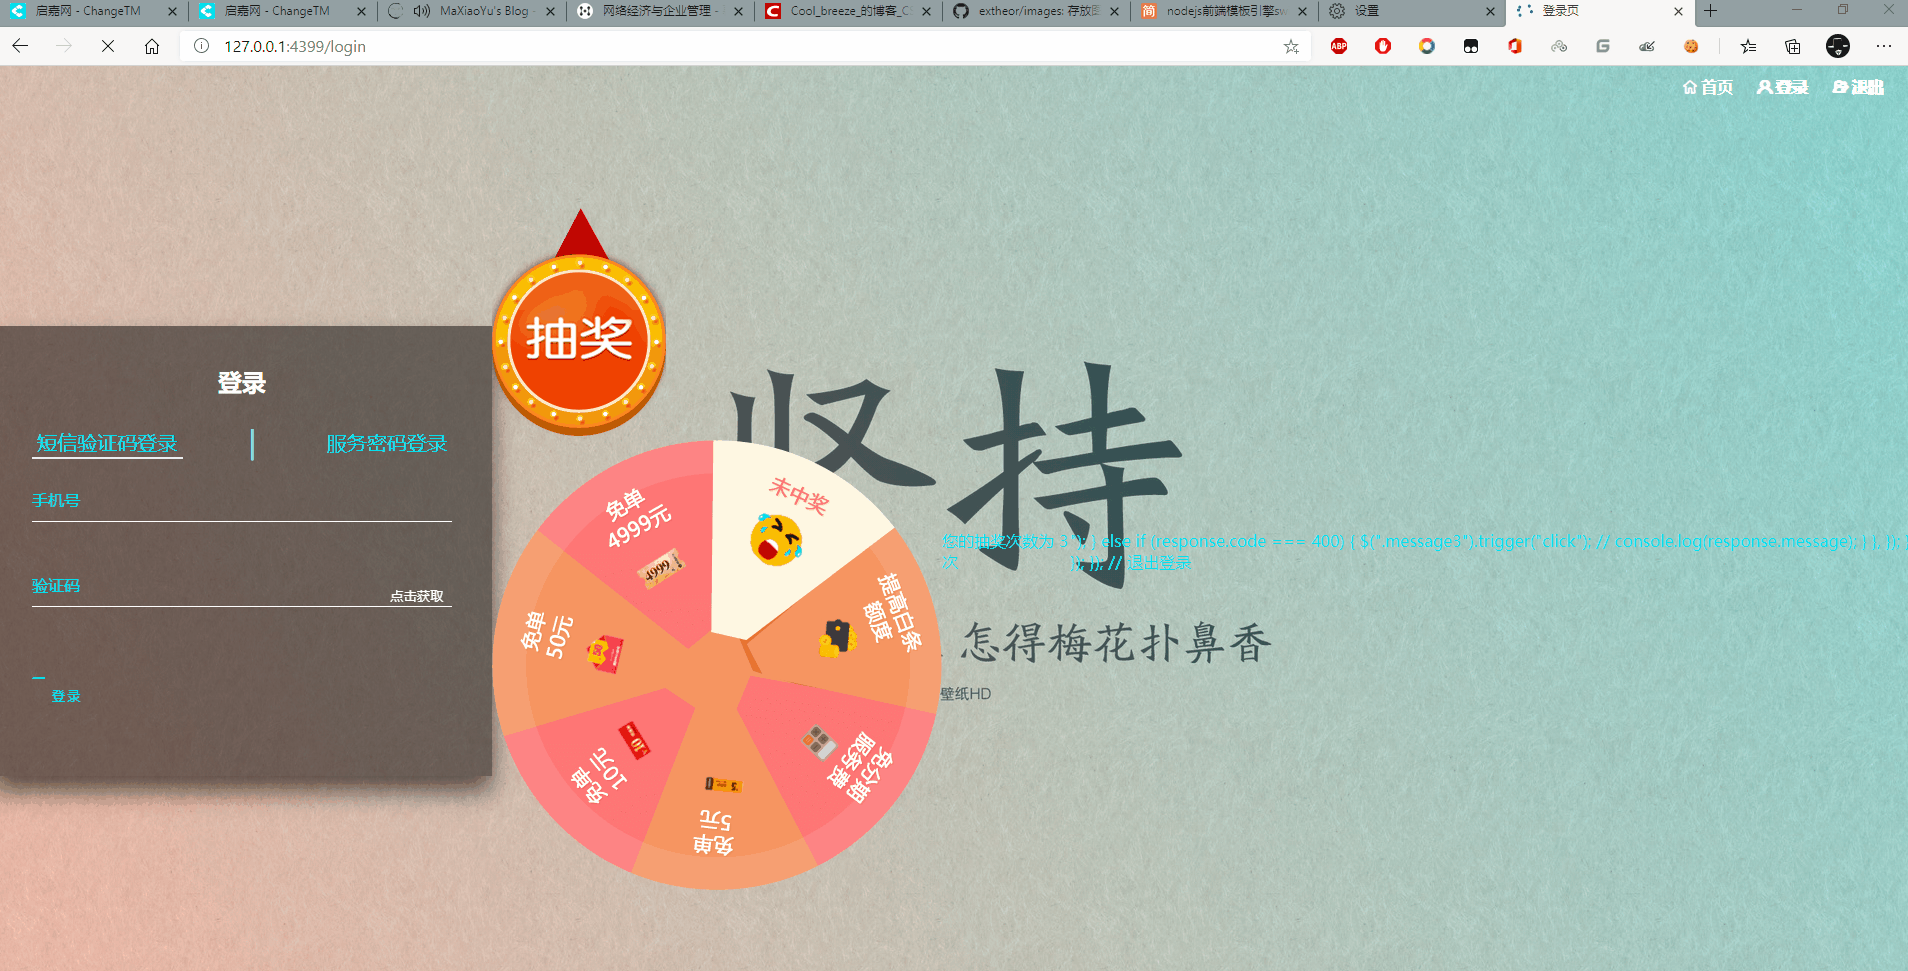 启嘉网 - ChangeTM
启嘉网 - ChangeTM
MaXiaoYu's Blog -
网络经济与企业管理 -
Cool_breeze_的博客_C
extheor/images: 存放图
简 nodejs前端模板引擎sw
设置
登录页
127.0.0.1:4399/login
ABP
首页
登录
抽奖
登录
短信验证码登录
服务密码登录
手机号
验证码
点击获取
登录
坚持
未中奖
免单
4999元
4999
提高白条
额度
免单
50元
免分期
服务费
免单
10元
10
免单
5元
您的抽奖次数为 3 "); } else if (response.code === 400) { $(".message3").trigger("click"); // console.log(response.message); } }, });
次 }); }); // 退出登录
怎得梅花扑鼻香
壁纸HD